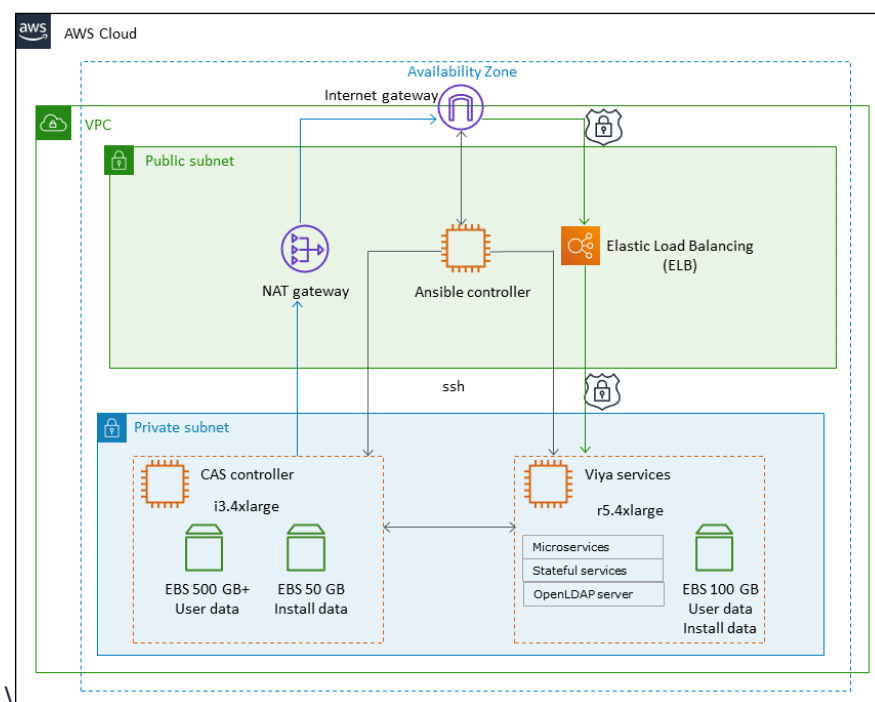 aws
AWS Cloud
Availability Zone
Internet gateway
VPC
Public subnet
NAT gateway
Ansible controller
Elastic Load Balancing
(ELB)
ssh
Private subnet
CAS controller
i3.4xlarge
EBS 500 GB+
User data
EBS 50 GB
Install data
Viya services
r5.4xlarge
Microservices
Stateful services
OpenLDAP server
EBS 100 GB
User data
Install data
\